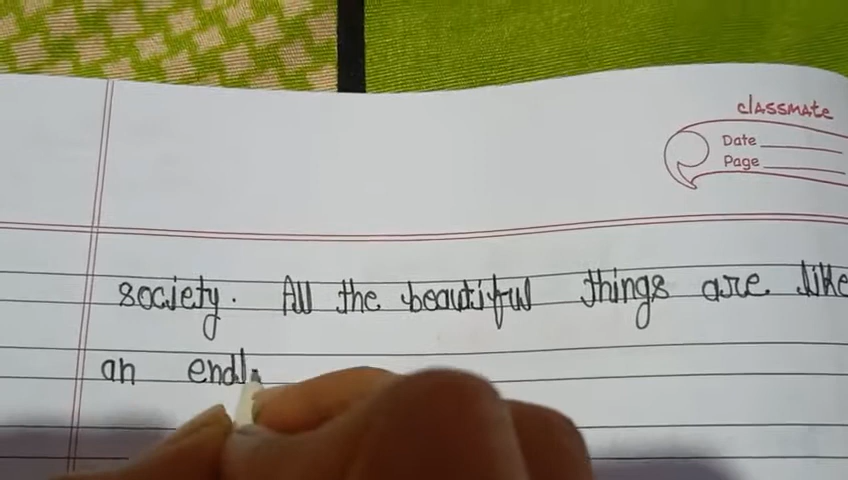 classmate
Date
Page
society. All the beautiful things are like
an endl